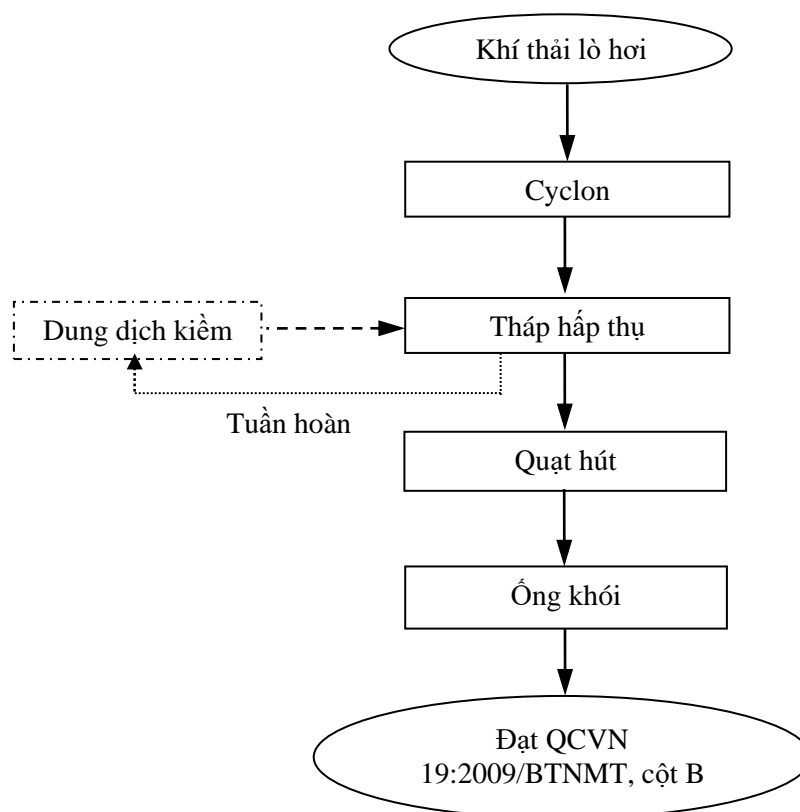 Khí thải lò hơi
Cyclon
Dung dịch kiềm
Tháp hấp thụ
Tuần hoàn
Quạt hút
Ống khói
Đạt QCVN
19:2009/BTNMT, cột B